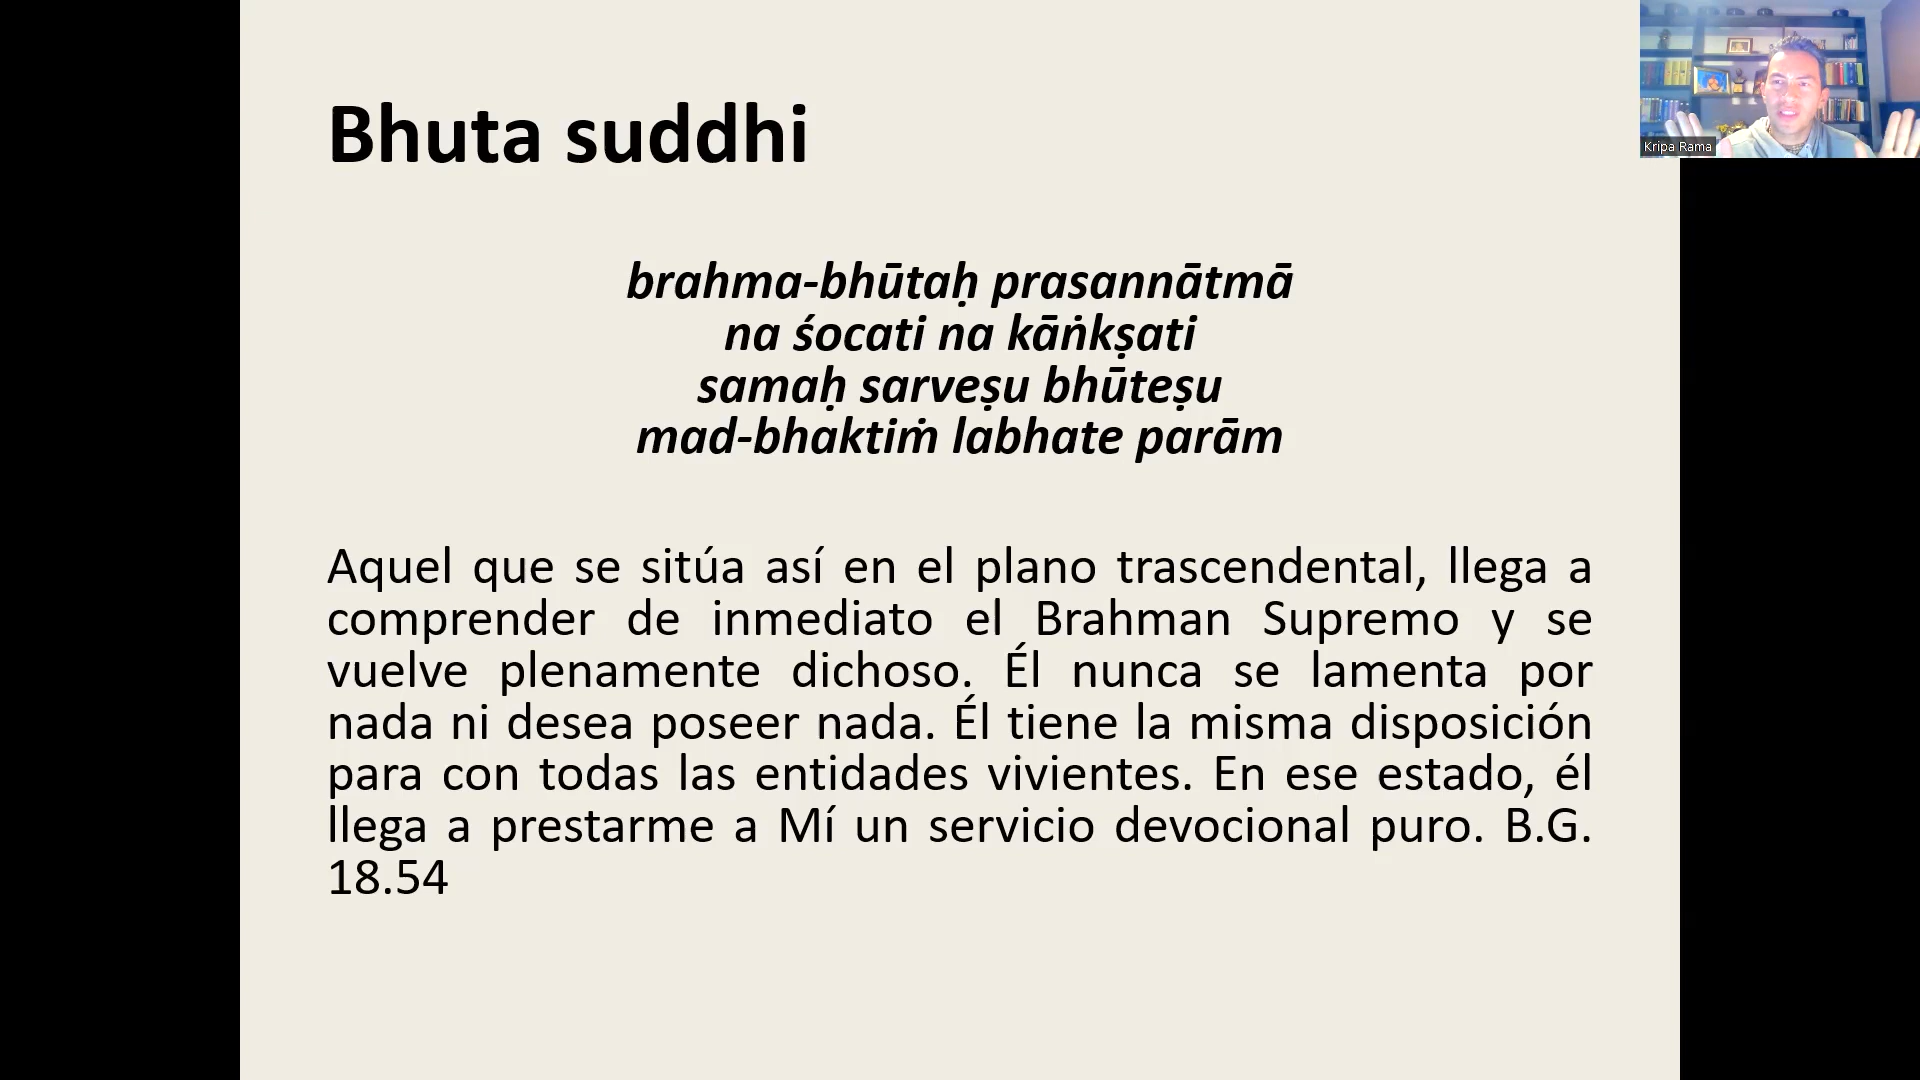 Bhuta suddhi
Kripa Rama
brahma-bhūtaḥ prasannātmā
na śocati na kāṅkṣati
samaḥ sarveṣu bhūteṣu
mad-bhaktiṁ labhate parām
Aquel que se sitúa así en el plano trascendental, llega a
comprender de inmediato el Brahman Supremo y se
vuelve plenamente dichoso. Él nunca se lamenta por
nada ni desea poseer nada. Él tiene la misma disposición
para con todas las entidades vivientes. En ese estado, él
llega a prestarme a Mí un servicio devocional puro. B.G.
18.54